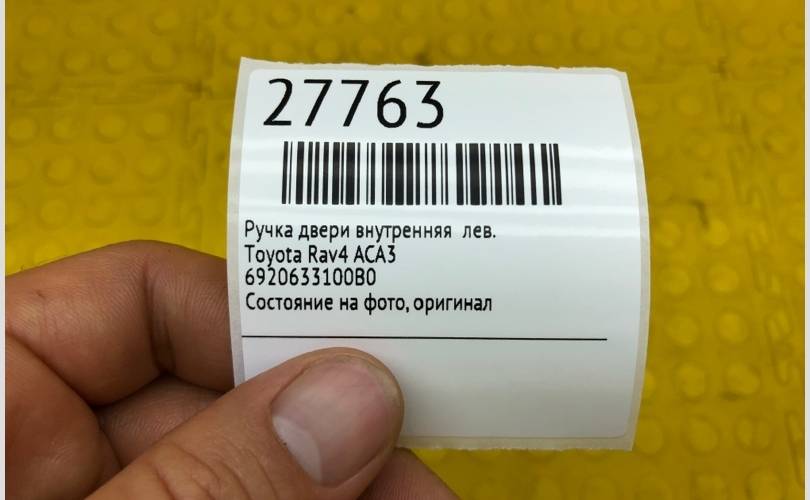 27763
Ручка двери внутренняя лев.
Toyota Rav4 ACA3
6920633100B0
Состояние на фото, оригинал